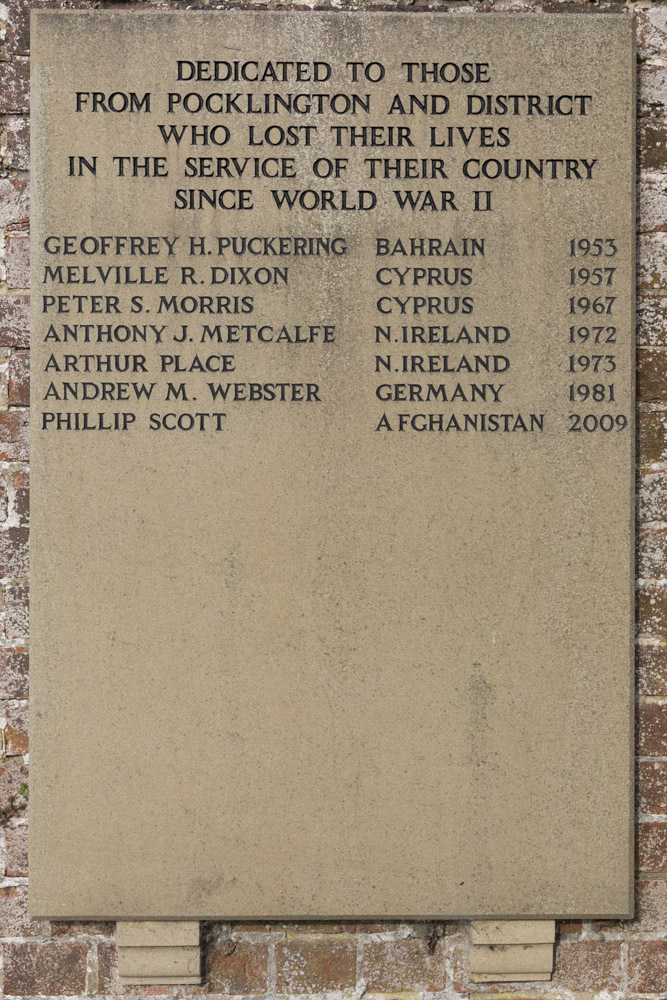 DEDICATED TO THOSE
FROM POCKLINGTON AND DISTRICT
WHO LOST THEIR LIVES
IN THE SERVICE OF THEIR COUNTRY
SINCE WORLD WAR II
GEOFFREY H. PUCKERING BAHRAIN 1953
MELVILLE R. DIXON CYPRUS 1957
PETER S. MORRIS CYPRUS 1967
ANTHONY J. METCALFE N. IRELAND 1972
ARTHUR PLACE N. IRELAND 1973
ANDREW M. WEBSTER GERMANY 1981
PHILLIP SCOTT AFGHANISTAN 2009